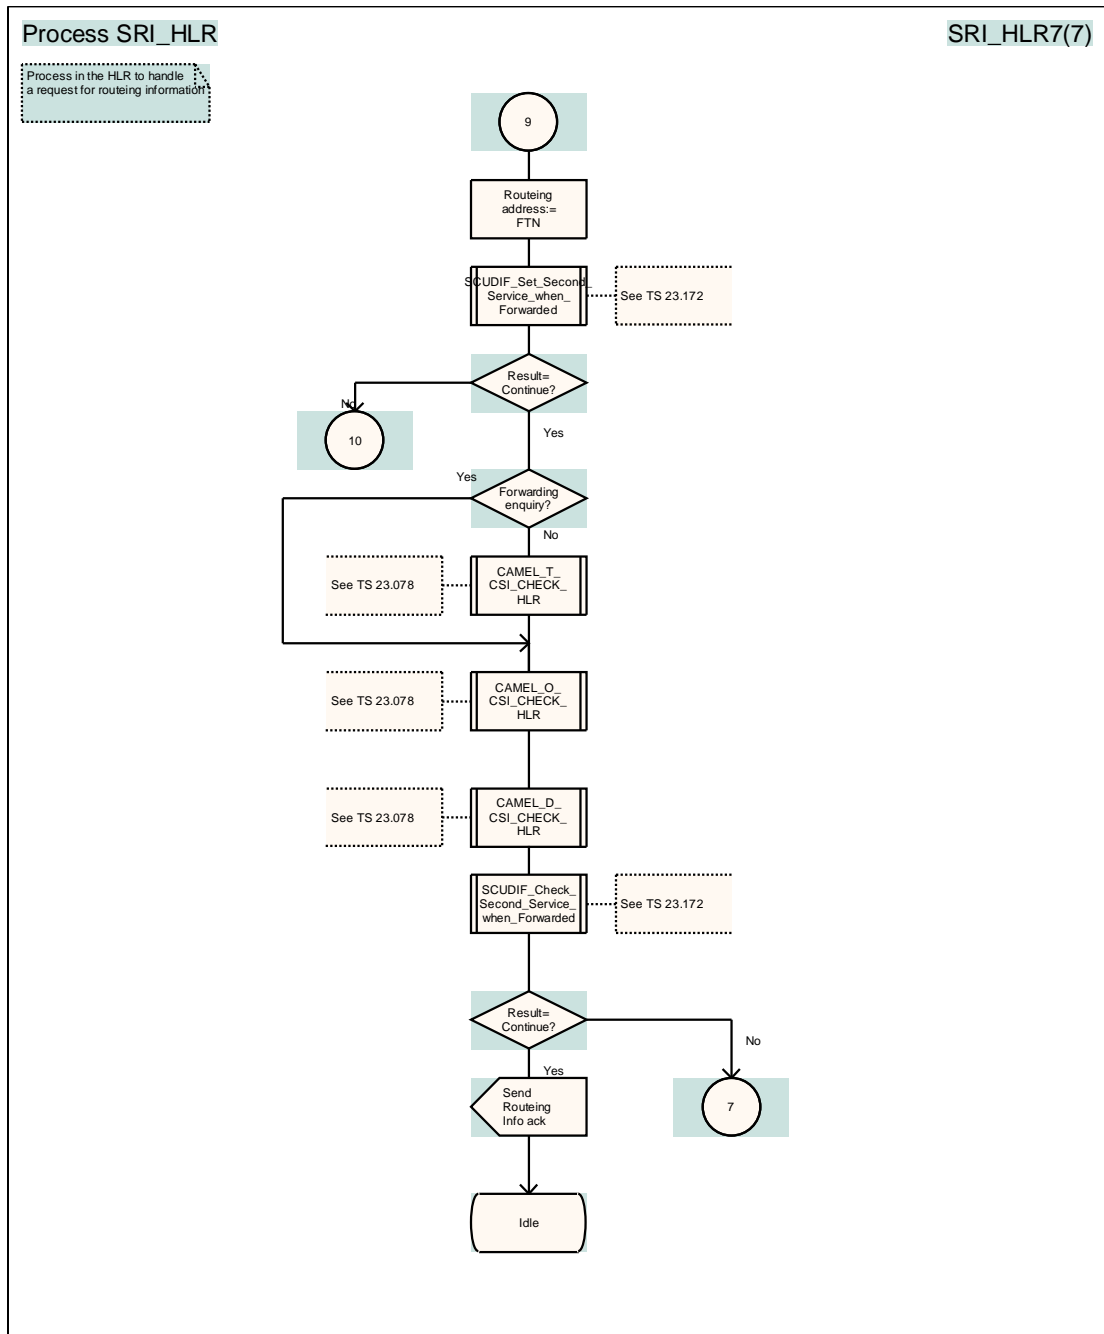 Process SRI_HLR
SRI_HLR7(7)
Process in the HLR to handle
a request for routeing information
9
Routeing
address:=
FTN
SCUDIF_Set_Second_
Service_when_
Forwarded
See TS 23.172
Result=
Continue?
No
10
Yes
Yes
Forwarding
enquiry?
No
See TS 23.078
CAMEL_T_
CSI_CHECK_
HLR
See TS 23.078
CAMEL_O_
CSI_CHECK_
HLR
See TS 23.078
CAMEL_D_
CSI_CHECK_
HLR
SCUDIF_Check_
Second_Service_
when_Forwarded
See TS 23.172
Result=
Continue?
No
Yes
Send
Routeing
Info ack
7
Idle